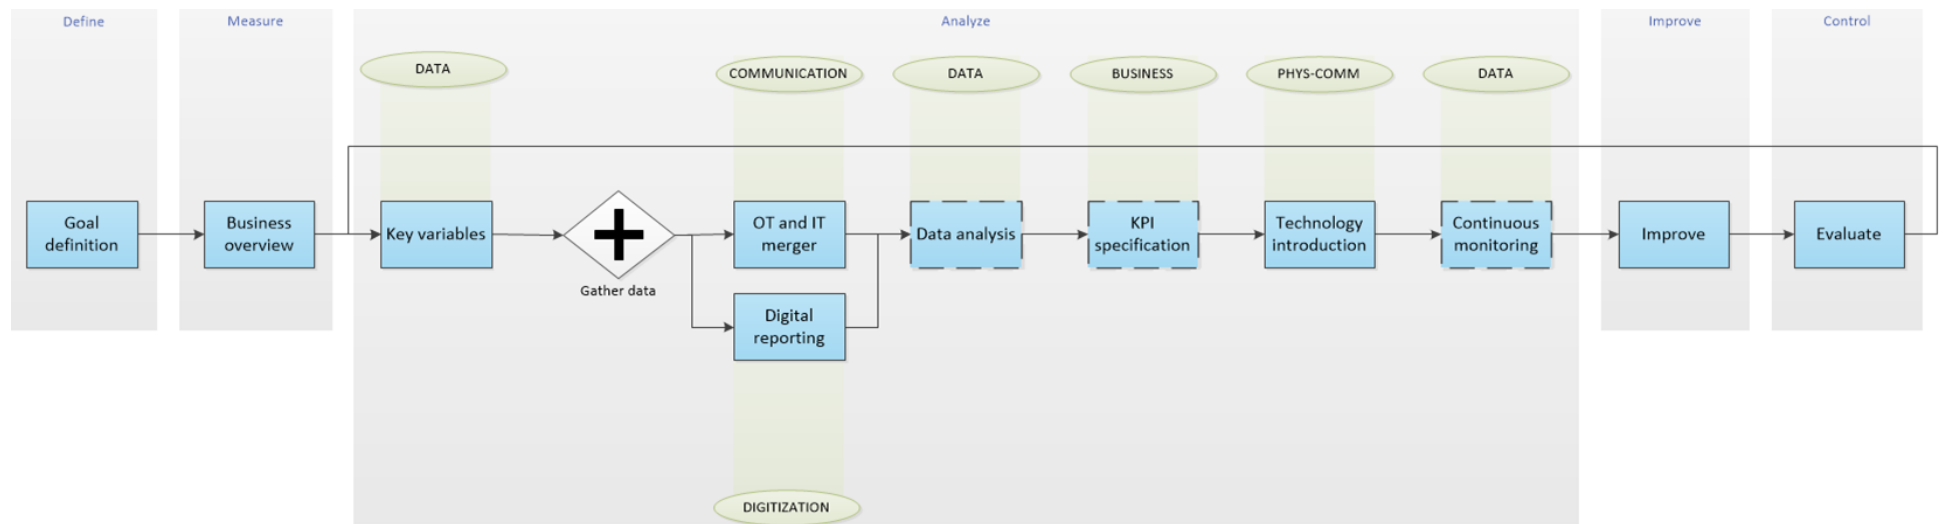 Define
Measure
Analyze
Improve
Control
DATA
COMMUNICATION
DATA
BUSINESS
PHYS-COMM
DATA
Goal
definition
Business
overview
Key variables
Gather data
OT and IT
merger
Digital
reporting
Data analysis
KPI
specification
Technology
introduction
Continuous
monitoring
Improve
Evaluate
DIGITIZATION